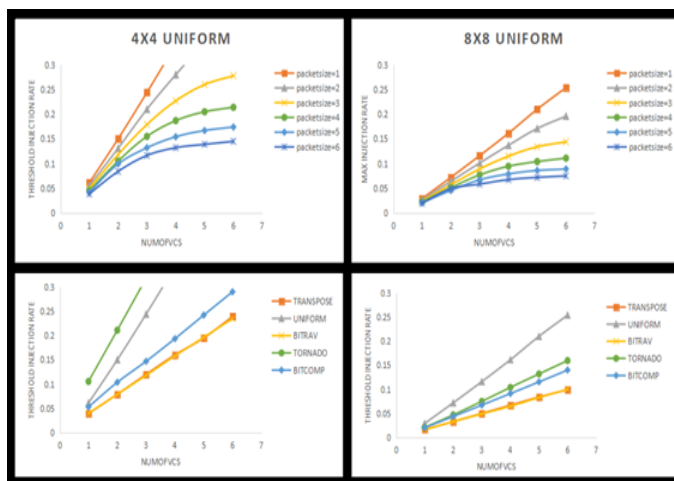 4X4 UNIFORM
THRESHOLD INJECTION RATE
0.3
0.25
0.2
0.15
0.1
0.05
0
0 1 2 3 4 5 6 7
NUMOFVCS
packetsize=1
packetsize=2
packetsize=3
packetsize=4
packetsize=5
packetsize=6
8X8 UNIFORM
MAX INJECTION RATE
0.3
0.25
0.2
0.15
0.1
0.05
0
0 1 2 3 4 5 6 7
NUMOFVCS
packetsize=1
packetsize=2
packetsize=3
packetsize=4
packetsize=5
packetsize=6
THRESHOLD INJECTION RATE
0.3
0.25
0.2
0.15
0.1
0.05
0
0 1 2 3 4 5 6 7
NUMOFVCS
TRANSPOSE
UNIFORM
BITRAV
TORNADO
BITCOMP
THRESHOLD INJECTION RATE
0.3
0.25
0.2
0.15
0.1
0.05
0
0 1 2 3 4 5 6 7
NUMOFVCS
TRANSPOSE
UNIFORM
BITRAV
TORNADO
BITCOMP